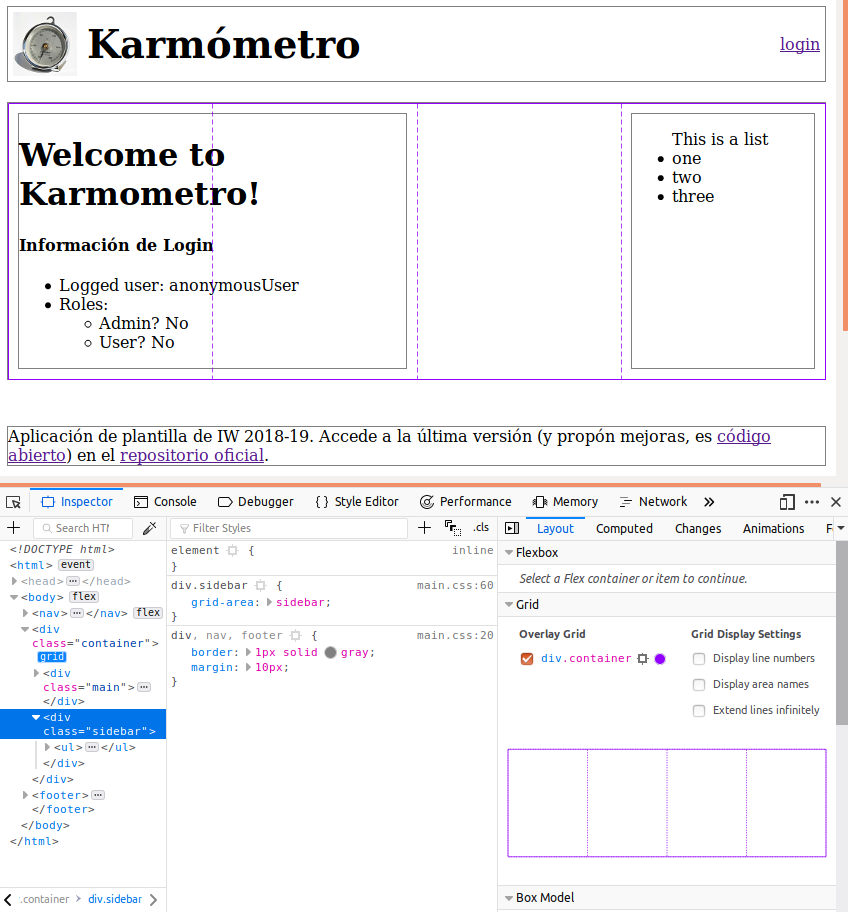 Karmómetro
login
Welcome to
Karmometro!
Información de Login
Logged user: anonymousUser
Roles:
Admin? No
User? No
This is a list
one
two
three
Aplicación de plantilla de IW 2018-19. Accede a la última versión (y propón mejoras, es código
abierto) en el repositorio oficial.
Inspector Console Debugger { } Style Editor Performance Memory Network
Search HTM
<!DOCTYPE html>
<html> event
<head> </head>
<body> flex
<nav> </nav> flex
<div
class="container">
grid
<div
class="main">
</div>
<div
class="sidebar">
<ul> </ul>
</div>
</div>
<footer>
</footer>
</body>
</html>
.container > div.sidebar
Filter Styles + .cls
element { inline
}
div.sidebar { main.css:60
grid-area: sidebar;
}
div, nav, footer { main.css:20
border: 1px solid gray;
margin: 10px;
}
Layout Computed Changes Animations F
Flexbox
Select a Flex container or item to continue.
Grid
Overlay Grid
div.container
Grid Display Settings
Display line numbers
Display area names
Extend lines infinitely
Box Model